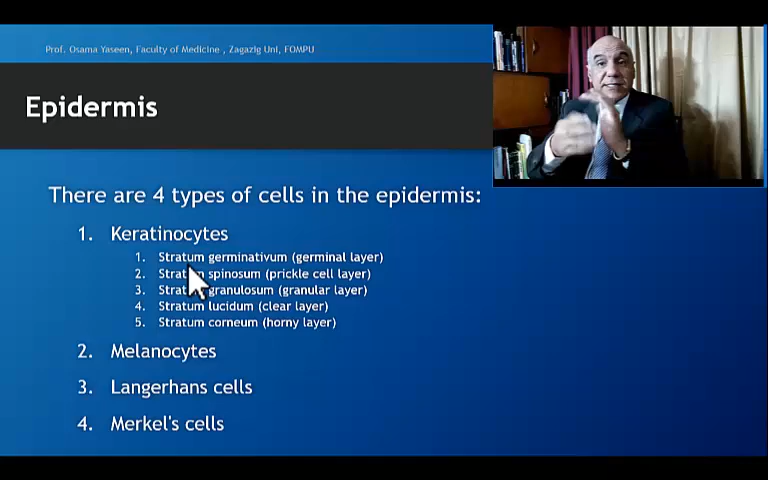 Prof. Osama Yaseen, Faculty of Medicine , Zagazig Uni, FOMPU
Epidermis
There are 4 types of cells in the epidermis:
1. Keratinocytes
1. Stratum germinativum (germinal layer)
2. Stratum spinosum (prickle cell layer)
3. Stratum granulosum (granular layer)
4. Stratum lucidum (clear layer)
5. Stratum corneum (horny layer)
2. Melanocytes
3. Langerhans cells
4. Merkel's cells